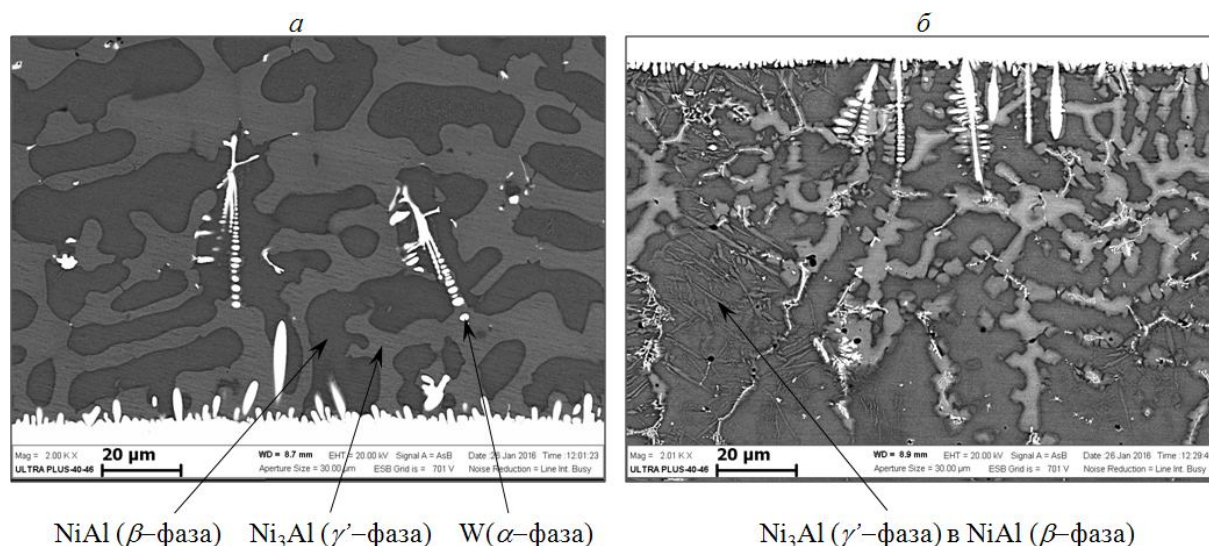 а
б
Mag = 2.00 K X
ULTRA PLUS-40-46
20 µm
WD = 8.7 mm
Aperture Size = 30.00 µm
EHT = 20.00 kV
Signal A = AsB
ESB Grid is = 701 V
Date :26 Jan 2016
Time :12:01:23
Noise Reduction = Line Int. Busy
Mag = 2.01 K X
ULTRA PLUS-40-46
20 µm
WD = 8.9 mm
Aperture Size = 30.00 µm
EHT = 20.00 kV
Signal A = AsB
ESB Grid is = 701 V
Date :26 Jan 2016
Time :12:29:4
Noise Reduction = Line Int. Busy
NiAl (β–фаза)
Ni₃Al (γ’–фаза)
W(α–фаза)
Ni₃Al (γ’–фаза) в NiAl (β–фаза)